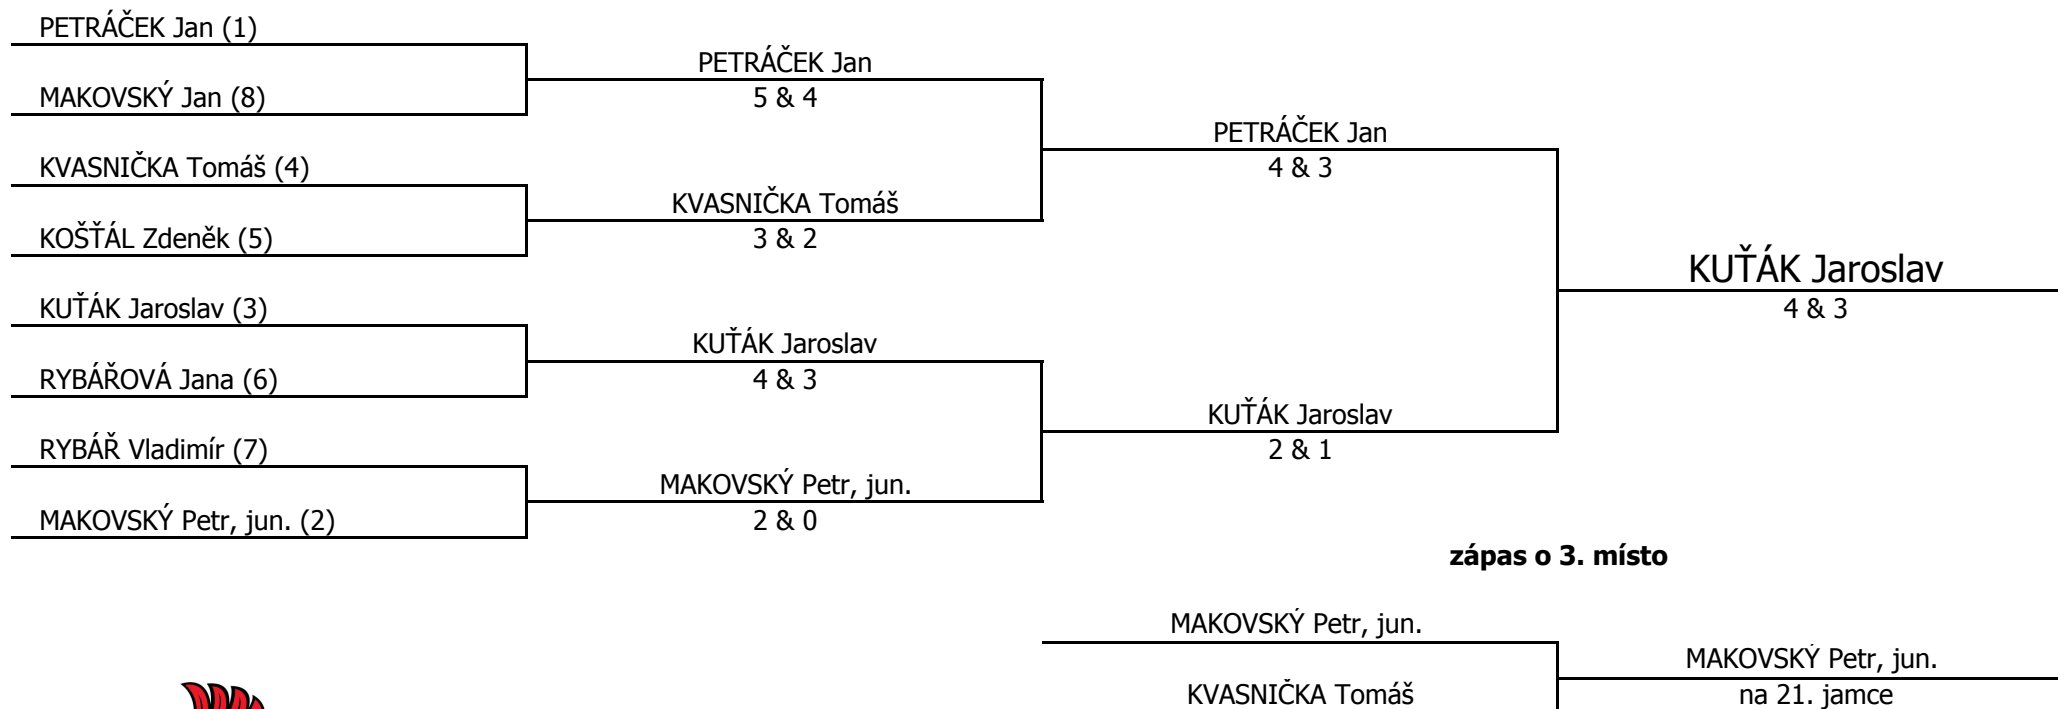 PETRÁČEK Jan (1)
MAKOVSKÝ Jan (8)
KVASNIČKA Tomáš (4)
KOŠŤÁL Zdeněk (5)
KUŤÁK Jaroslav (3)
RYBÁŘOVÁ Jana (6)
RYBÁŘ Vladimír (7)
MAKOVSKÝ Petr, jun. (2)
PETRÁČEK Jan
5 & 4
KVASNIČKA Tomáš
3 & 2
KUŤÁK Jaroslav
4 & 3
MAKOVSKÝ Petr, jun.
2 & 0
PETRÁČEK Jan
4 & 3
KUŤÁK Jaroslav
2 & 1
KUŤÁK Jaroslav
4 & 3
zápas o 3. místo
MAKOVSKÝ Petr, jun.
KVASNIČKA Tomáš
MAKOVSKÝ Petr, jun.
na 21. jamce